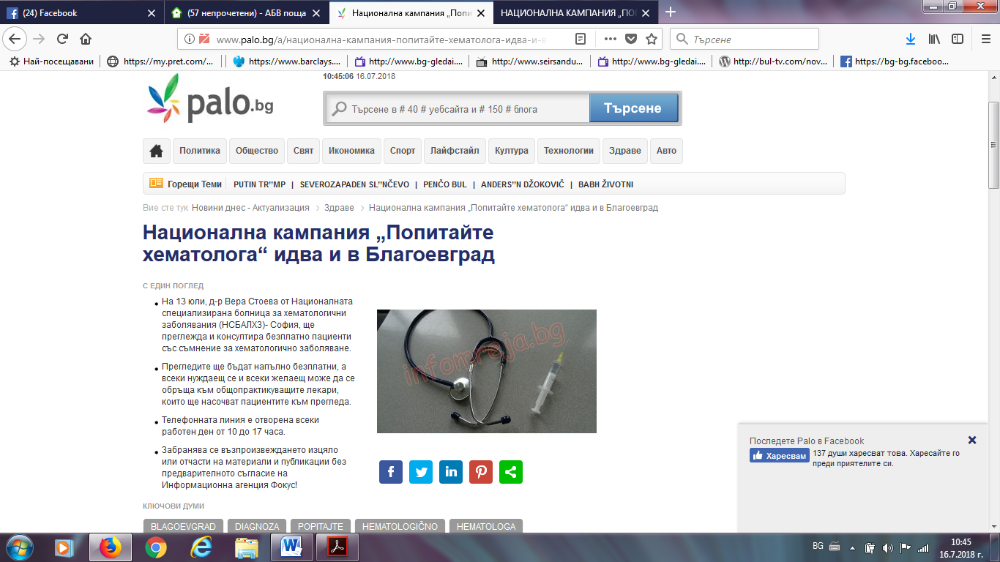 (24) Facebook
(57 непрочетени) - АБВ поща
Национална кампания „Попи
НАЦИОНАЛНА КАМПАНИЯ „ПО
www.palo.bg/a/национална-кампания-попитайте-хематолога-идва-и-в
Търсене
Най-посещавани
https://my.pret.com/...
https://www.barclays....
http://www.bg-gledai....
http://www.seirsandu...
http://www.bg-gledai....
http://bul-tv.com/nov...
https://bg-bg.faceboo...
10:45:06 16.07.2018
palo.bg
Търсене в # 40 # уебсайта и # 150 # блога
Търсене
Политика
Общество
Свят
Икономика
Спорт
Лайфстайл
Култура
Технологии
Здраве
Авто
Горещи Теми
PUTIN TR”MP | SEVEROZAPADEN SL”NČEVO | PENČO BUL | ANDERS”N DŽOKOVIČ | BABH ŽIVOTNI
Вие сте тук Новини днес - Актуализация > Здраве > Национална кампания „Попитайте хематолога“ идва и в Благоевград
Национална кампания „Попитайте
хематолога“ идва и в Благоевград
С ЕДИН ПОГЛЕД
На 13 юли, д-р Вера Стоева от Националната
специализирана болница за хематологични
заболявания (НСБАЛХЗ)- София, ще
преглежда и консултира безплатно пациенти
със съмнение за хематологично заболяване.
Прегледите ще бъдат напълно безплатни, а
всеки нуждаещ се и всеки желаещ може да се
обръща към общопрактикуващите лекари,
които ще насочват пациентите към прегледа.
Телефонната линия е отворена всеки
работен ден от 10 до 17 часа.
Забранява се възпроизвеждането изцяло
или отчасти на материали и публикации без
предварителното съгласие на
Информационна агенция Фокус!
infomreja.bg
КЛЮЧОВИ ДУМИ
BLAGOEVGRAD
DIAGNOZA
POPITAJTE
HEMATOLOGIČNO
HEMATOLOGA
Последете Palo в Facebook
Харесвам
137 души харесват това. Харесайте го
преди приятелите си.
BG
10:45
16.7.2018 г.